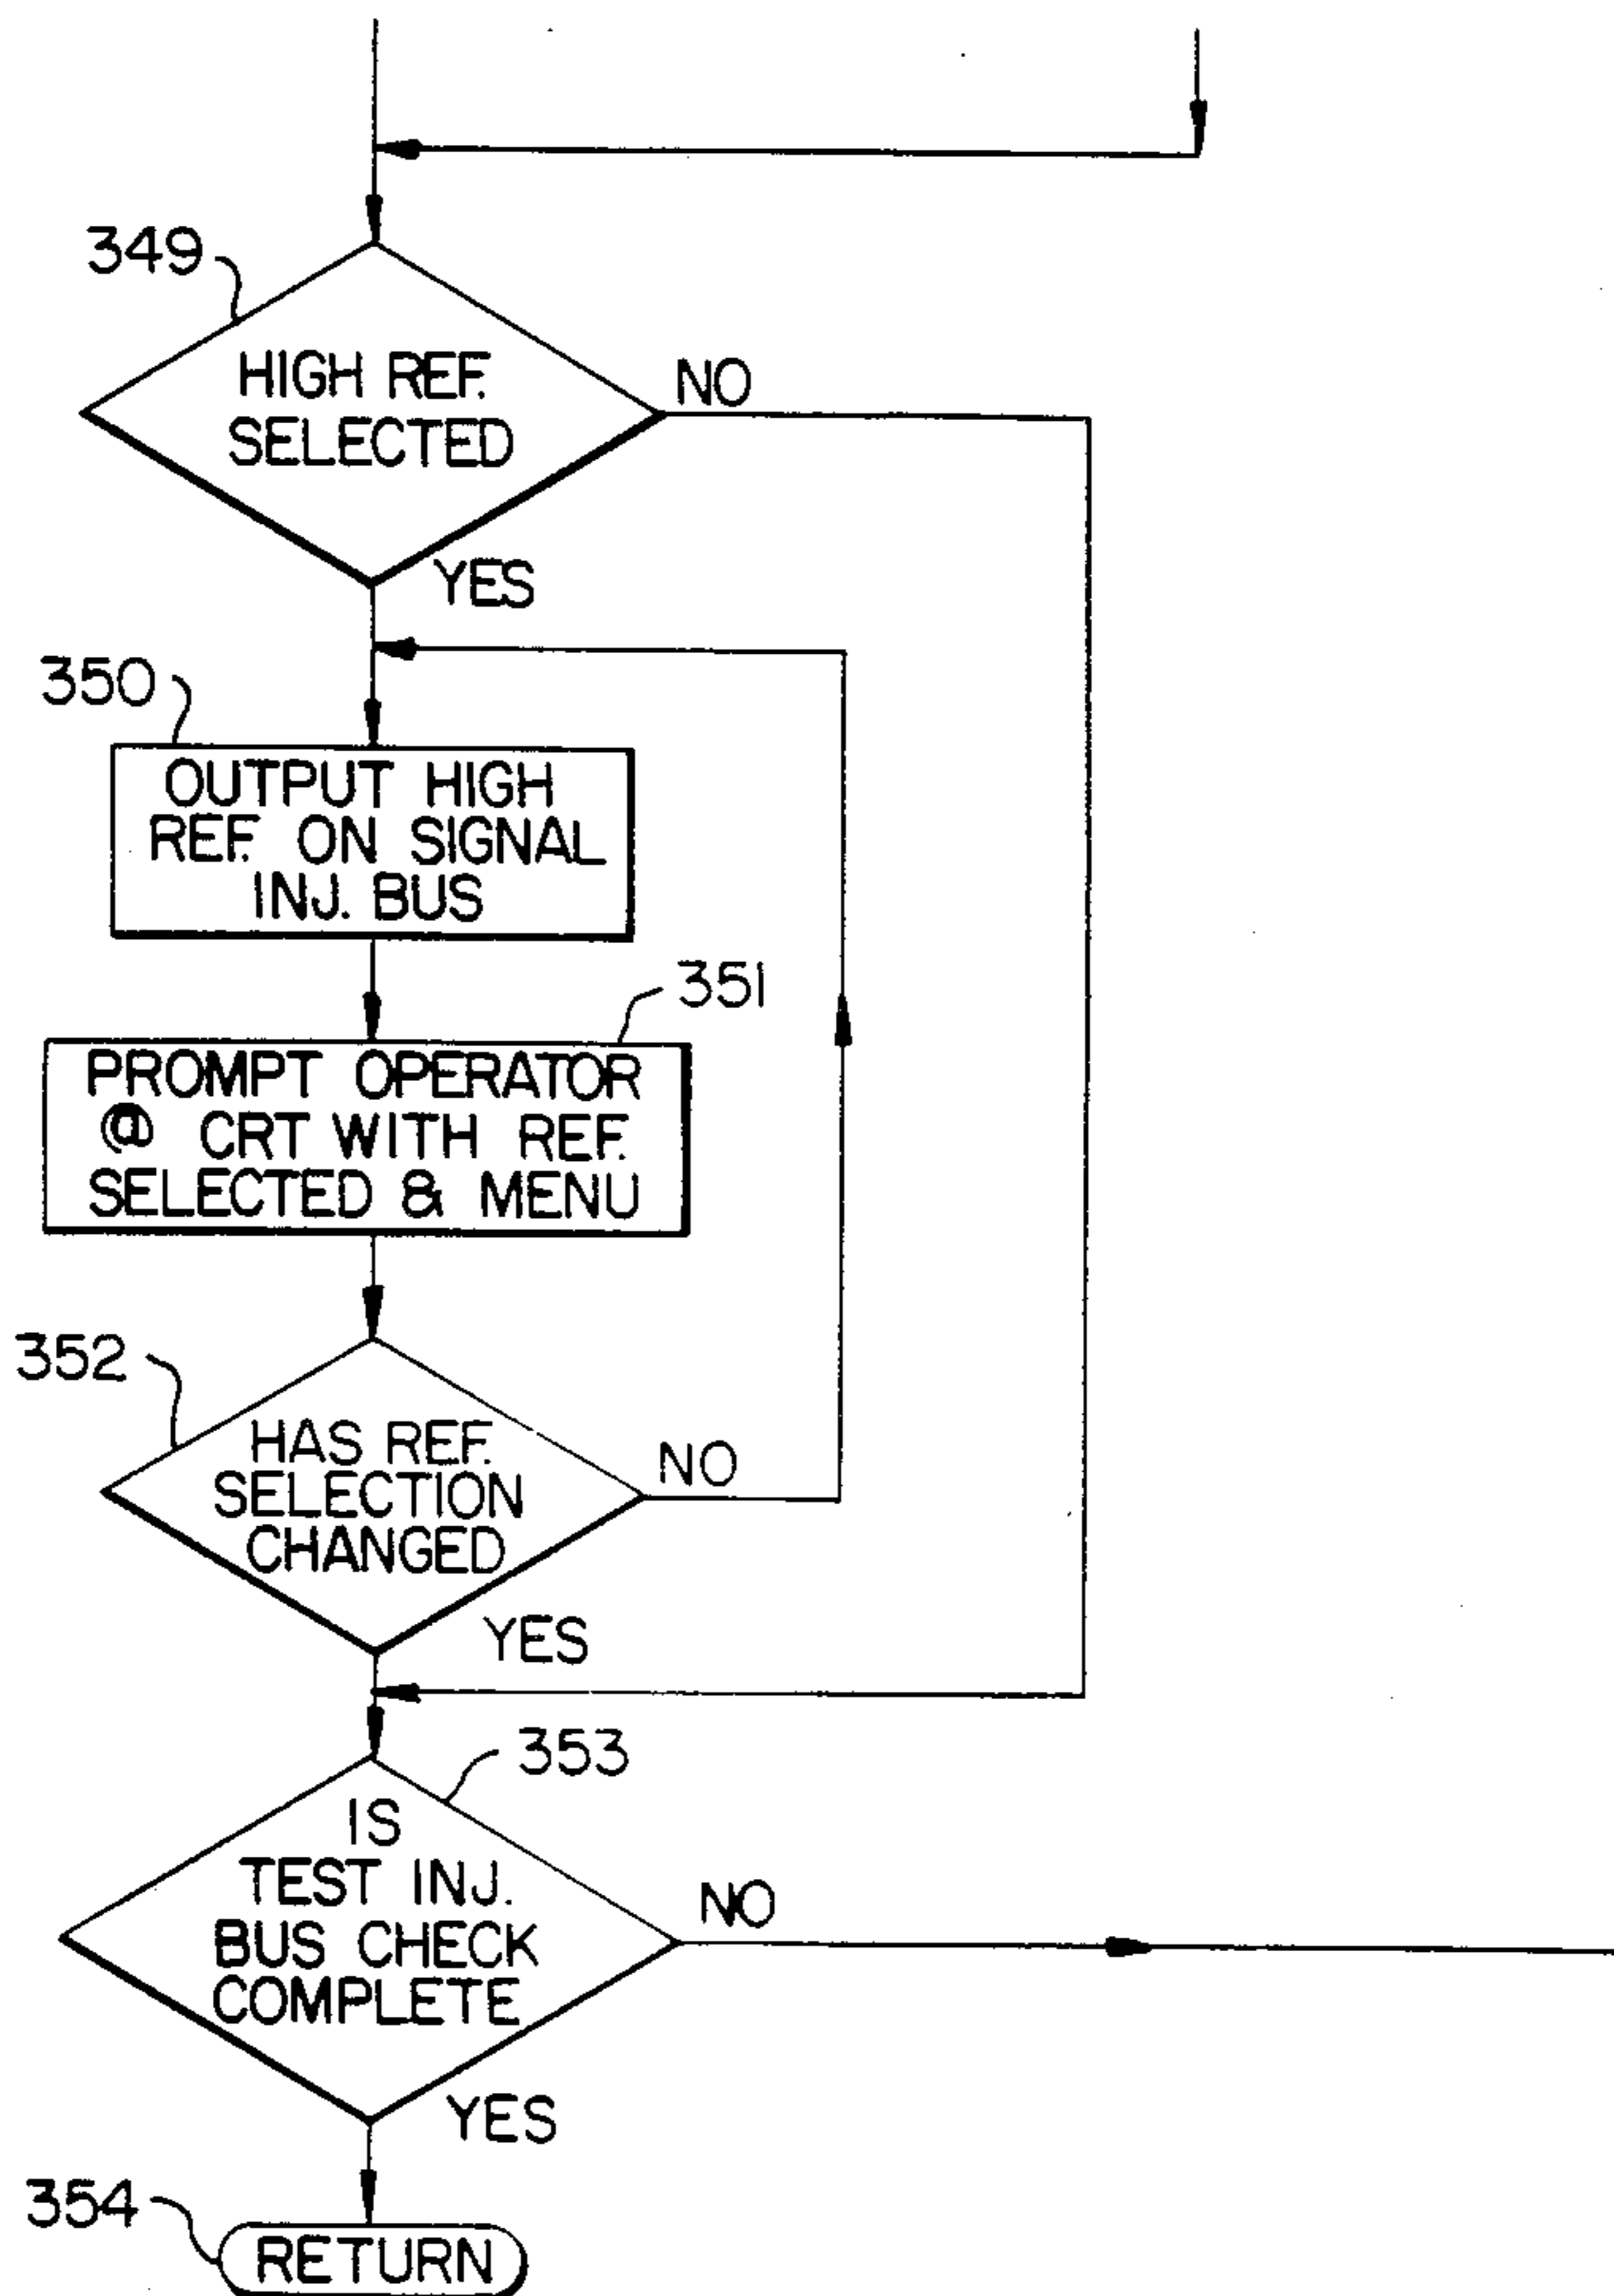 349
HIGH REF.
SELECTED
NO
YES
350
OUTPUT HIGH
REF. ON SIGNAL
INJ. BUS
351
PROMPT OPERATOR
@ CRT WITH REF.
SELECTED & MENU
352
HAS REF.
SELECTION
CHANGED
NO
YES
353
IS
TEST INJ.
BUS CHECK
COMPLETE
NO
YES
354
RETURN